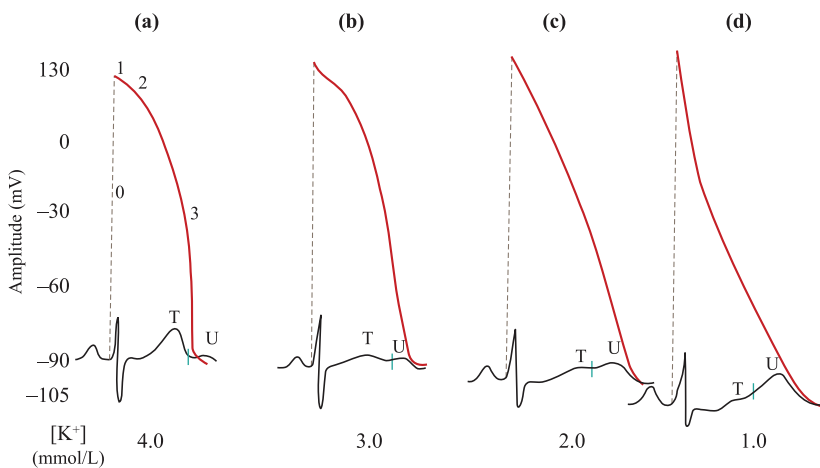 (a) (b) (c) (d)
130
0
–30
–60
–90
–105
Amplitude (mV)
1
2
0
3
T U
T U
T U
T U
[K⁺] 4.0 3.0 2.0 1.0
(mmol/L)